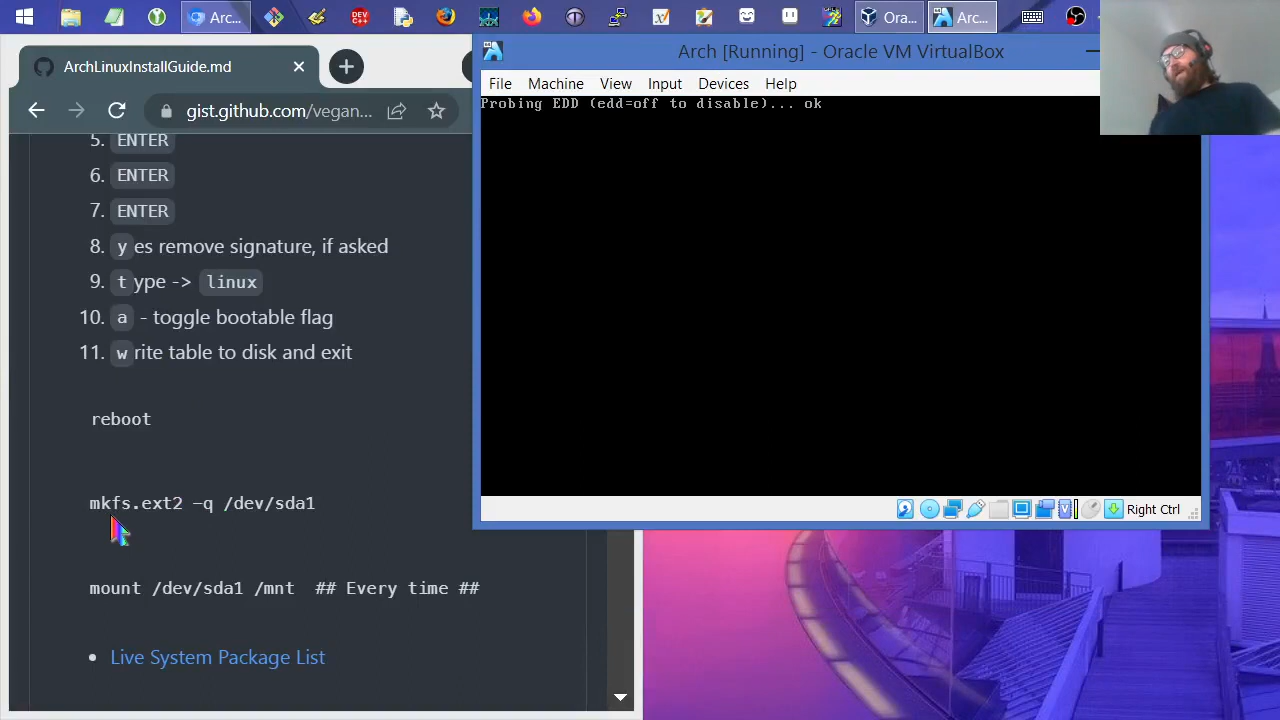 Arc...
Ora...
Arc...
ArchLinuxInstallGuide.md
gist.github.com/vegan...
5. ENTER
6. ENTER
7. ENTER
8. yes remove signature, if asked
9. type -> linux
10. a - toggle bootable flag
11. write table to disk and exit
reboot
mkfs.ext2 -q /dev/sda1
mount /dev/sda1 /mnt  ## Every time ##
• Live System Package List
Arch [Running] - Oracle VM VirtualBox
File Machine View Input Devices Help
Probing EDD (edd=off to disable)... ok
Right Ctrl